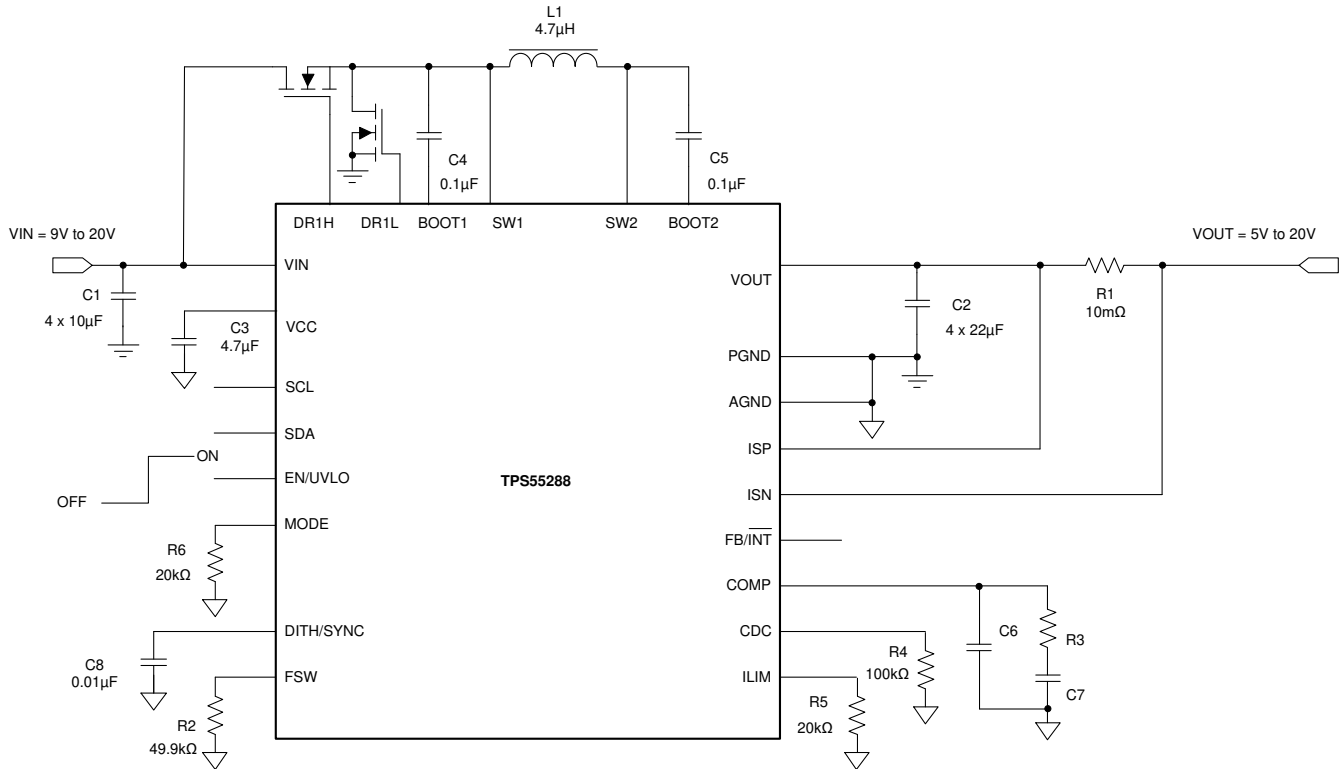 L1
4.7µH
C4
0.1µF
C5
0.1µF
DR1H
DR1L
BOOT1
SW1
SW2
BOOT2
VIN = 9V to 20V
VOUT = 5V to 20V
VIN
C1
4 x 10µF
VOUT
R1
10mΩ
C2
4 x 22µF
C3
4.7µF
VCC
PGND
SCL
AGND
SDA
ISP
ON
OFF
EN/UVLO
TPS55288
ISN
MODE
R6
20kΩ
FB/INT
COMP
C6
R3
C7
DITH/SYNC
C8
0.01µF
CDC
R4
100kΩ
FSW
R2
49.9kΩ
ILIM
R5
20kΩ